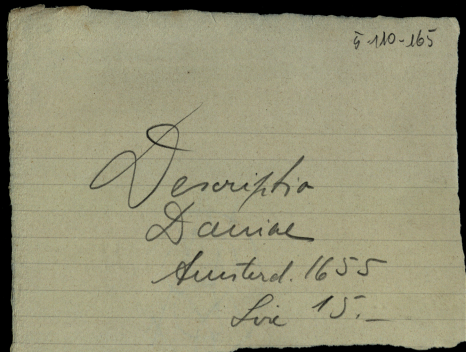 5-110-165
Descriptio
Daniae
Amsterd. 1655
Lire 15.-